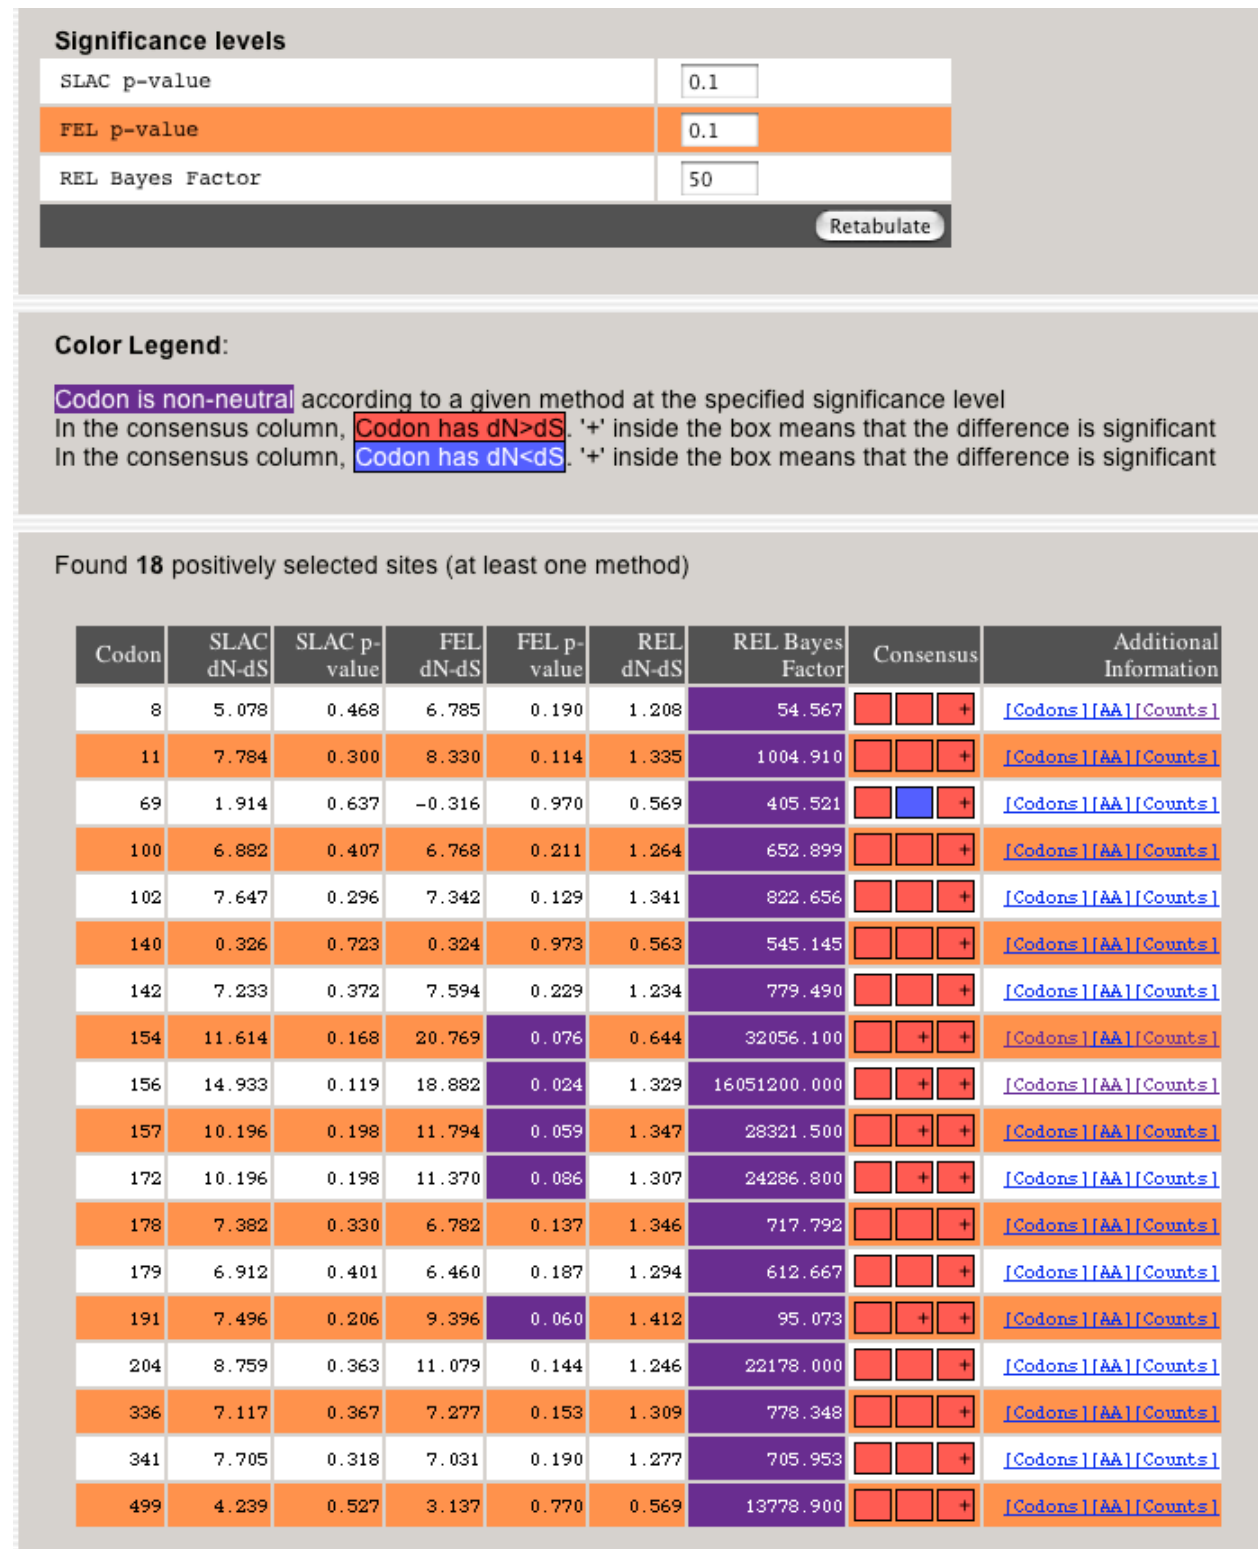 Significance levels
SLAC p-value 0.1
FEL p-value 0.1
REL Bayes Factor 50
Retabulate
Color Legend:
Codon is non-neutral according to a given method at the specified significance level
In the consensus column, Codon has dN>dS. '+' inside the box means that the difference is significant
In the consensus column, Codon has dN<dS. '+' inside the box means that the difference is significant
Found 18 positively selected sites (at least one method)
Codon SLAC dN-dS SLAC p-value FEL dN-dS FEL p-value REL dN-dS REL Bayes Factor Consensus Additional Information
8 5.078 0.468 6.785 0.190 1.208 54.567 + [Codons][AA][Counts]
11 7.784 0.300 8.330 0.114 1.335 1004.910 + [Codons][AA][Counts]
69 1.914 0.637 -0.316 0.970 0.569 405.521 + [Codons][AA][Counts]
100 6.882 0.407 6.768 0.211 1.264 652.899 + [Codons][AA][Counts]
102 7.647 0.296 7.342 0.129 1.341 822.656 + [Codons][AA][Counts]
140 0.326 0.723 0.324 0.973 0.563 545.145 + [Codons][AA][Counts]
142 7.233 0.372 7.594 0.229 1.234 779.490 + [Codons][AA][Counts]
154 11.614 0.168 20.769 0.076 0.644 32056.100 + + [Codons][AA][Counts]
156 14.933 0.119 18.882 0.024 1.329 16051200.000 + + [Codons][AA][Counts]
157 10.196 0.198 11.794 0.059 1.347 28321.500 + + [Codons][AA][Counts]
172 10.196 0.198 11.370 0.086 1.307 24286.800 + + [Codons][AA][Counts]
178 7.382 0.330 6.782 0.137 1.346 717.792 + [Codons][AA][Counts]
179 6.912 0.401 6.460 0.187 1.294 612.667 + [Codons][AA][Counts]
191 7.496 0.206 9.396 0.060 1.412 95.073 + + [Codons][AA][Counts]
204 8.759 0.363 11.079 0.144 1.246 22178.000 + [Codons][AA][Counts]
336 7.117 0.367 7.277 0.153 1.309 778.348 + [Codons][AA][Counts]
341 7.705 0.318 7.031 0.190 1.277 705.953 + [Codons][AA][Counts]
499 4.239 0.527 3.137 0.770 0.569 13778.900 + [Codons][AA][Counts]